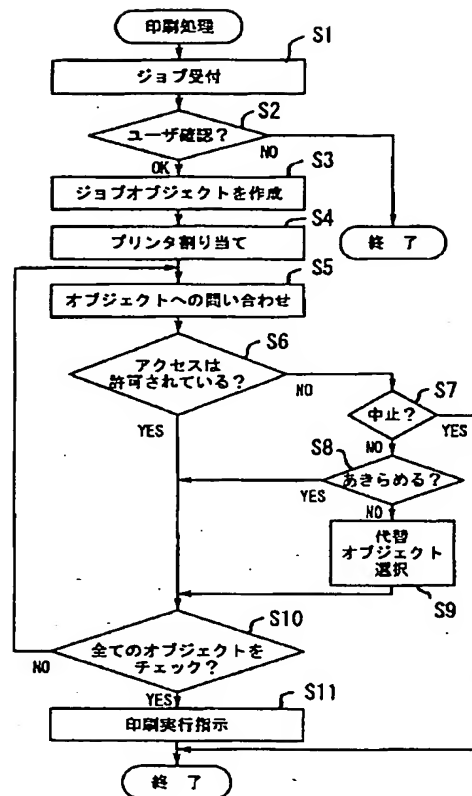 印刷処理
S1
ジョブ受付
S2
ユーザ確認？
NO
OK
S3
ジョブオブジェクトを作成
S4
プリンタ割り当て
終　了
S5
オブジェクトへの問い合わせ
S6
アクセスは
許可されている？
NO
S7
中止？
YES
YES
NO
S8
あきらめる？
YES
NO
代替
オブジェクト
選択
S9
S10
全てのオブジェクトを
チェック？
NO
YES
S11
印刷実行指示
終　了